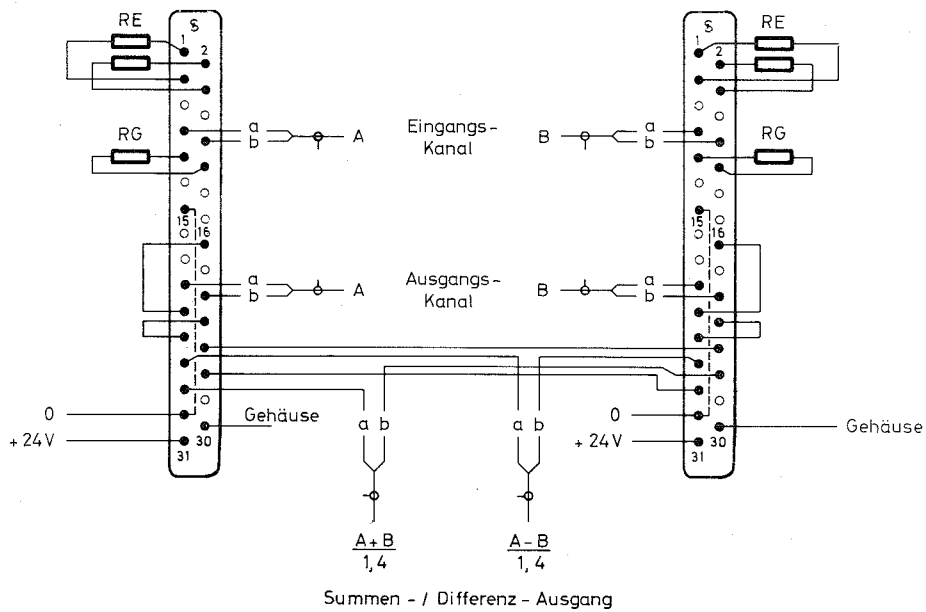 RE
RE
1
2
1
2
a
b
A
Eingangs-
Kanal
B
a
b
RG
RG
15
16
15
16
a
b
A
Ausgangs-
Kanal
B
a
b
0
Gehäuse
a
b
a
b
0
Gehäuse
+24V
30
31
+24V
30
31
A+B
1,4
A-B
1,4
Summen - / Differenz - Ausgang